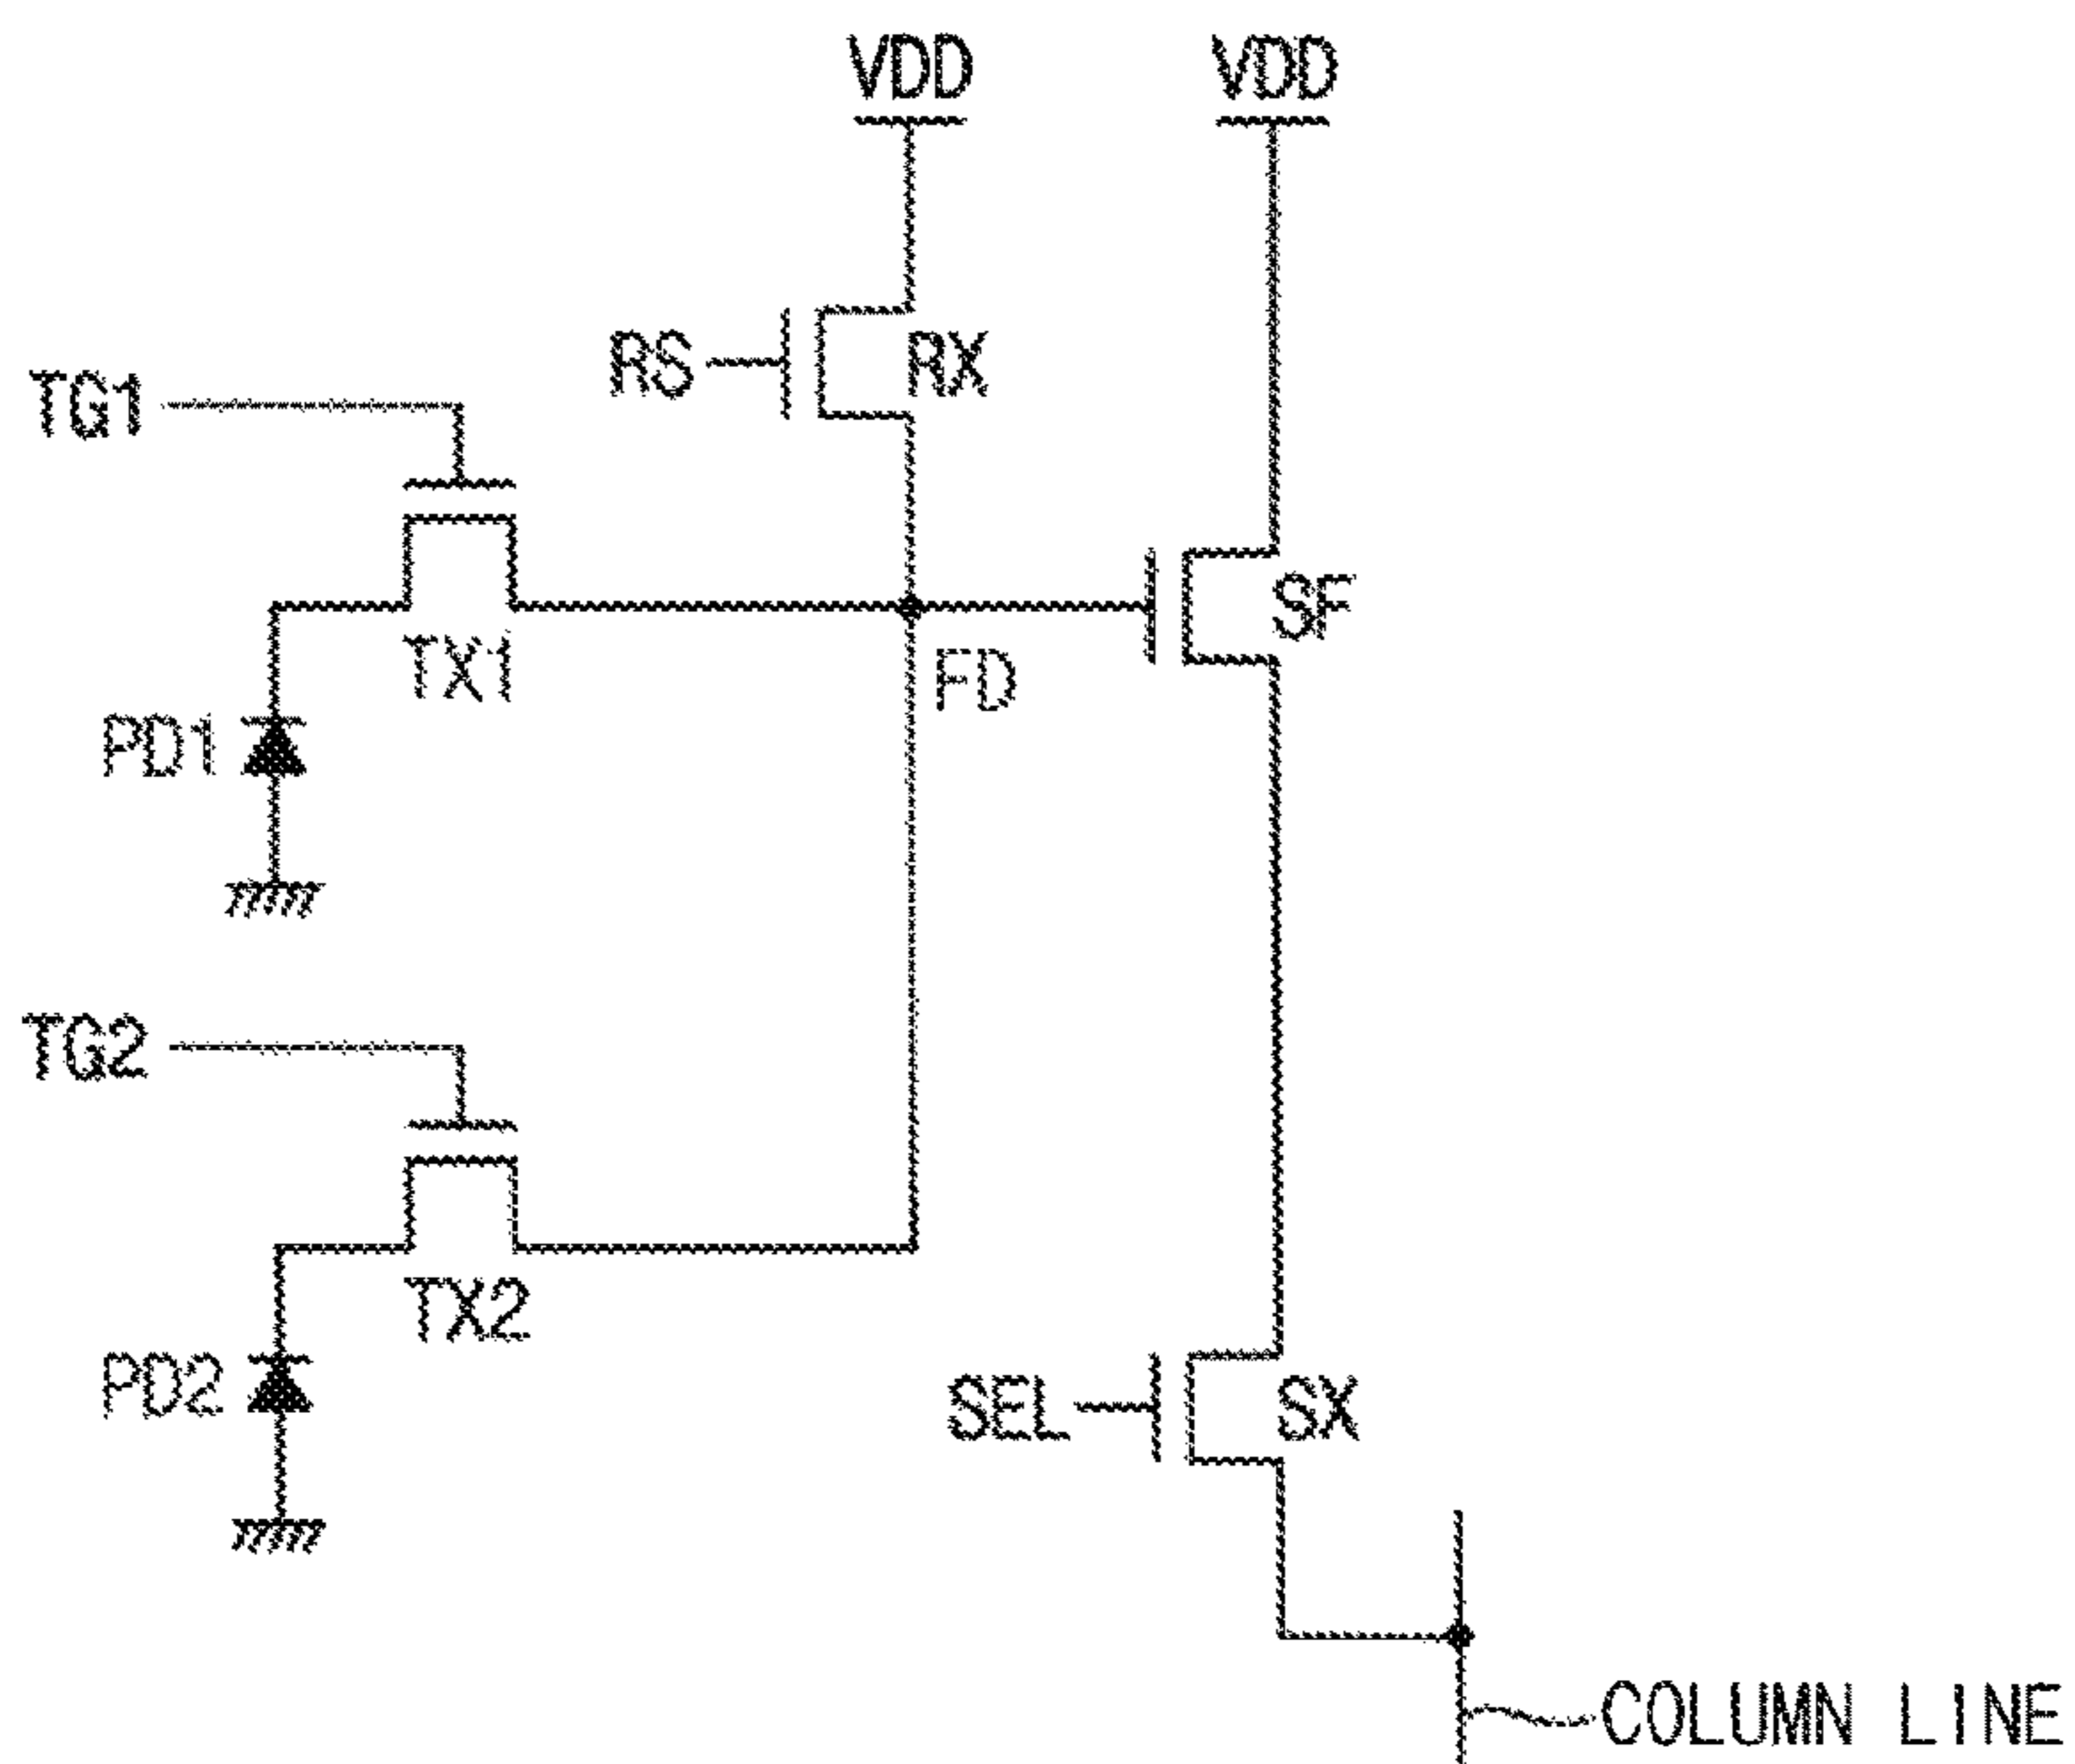 VDD
VDD
RS
RX
TG1
SF
TX1
FD
PD1
TG2
TX2
PD2
SEL
SX
COLUMN LINE